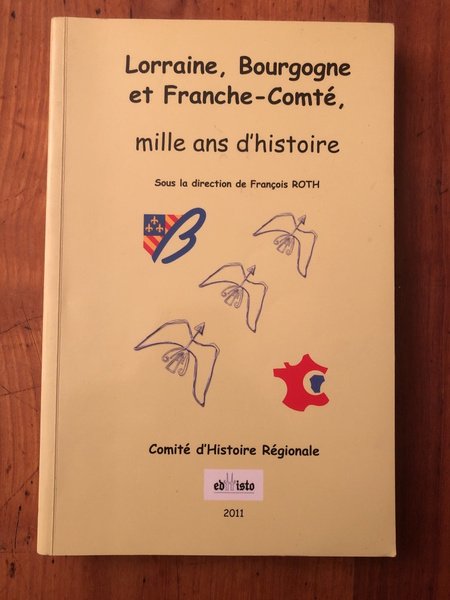 Lorraine, Bourgogne
et Franche-Comté,
mille ans d'histoire
Sous la direction de François ROTH
B
C
Comité d'Histoire Régionale
edhisto
2011